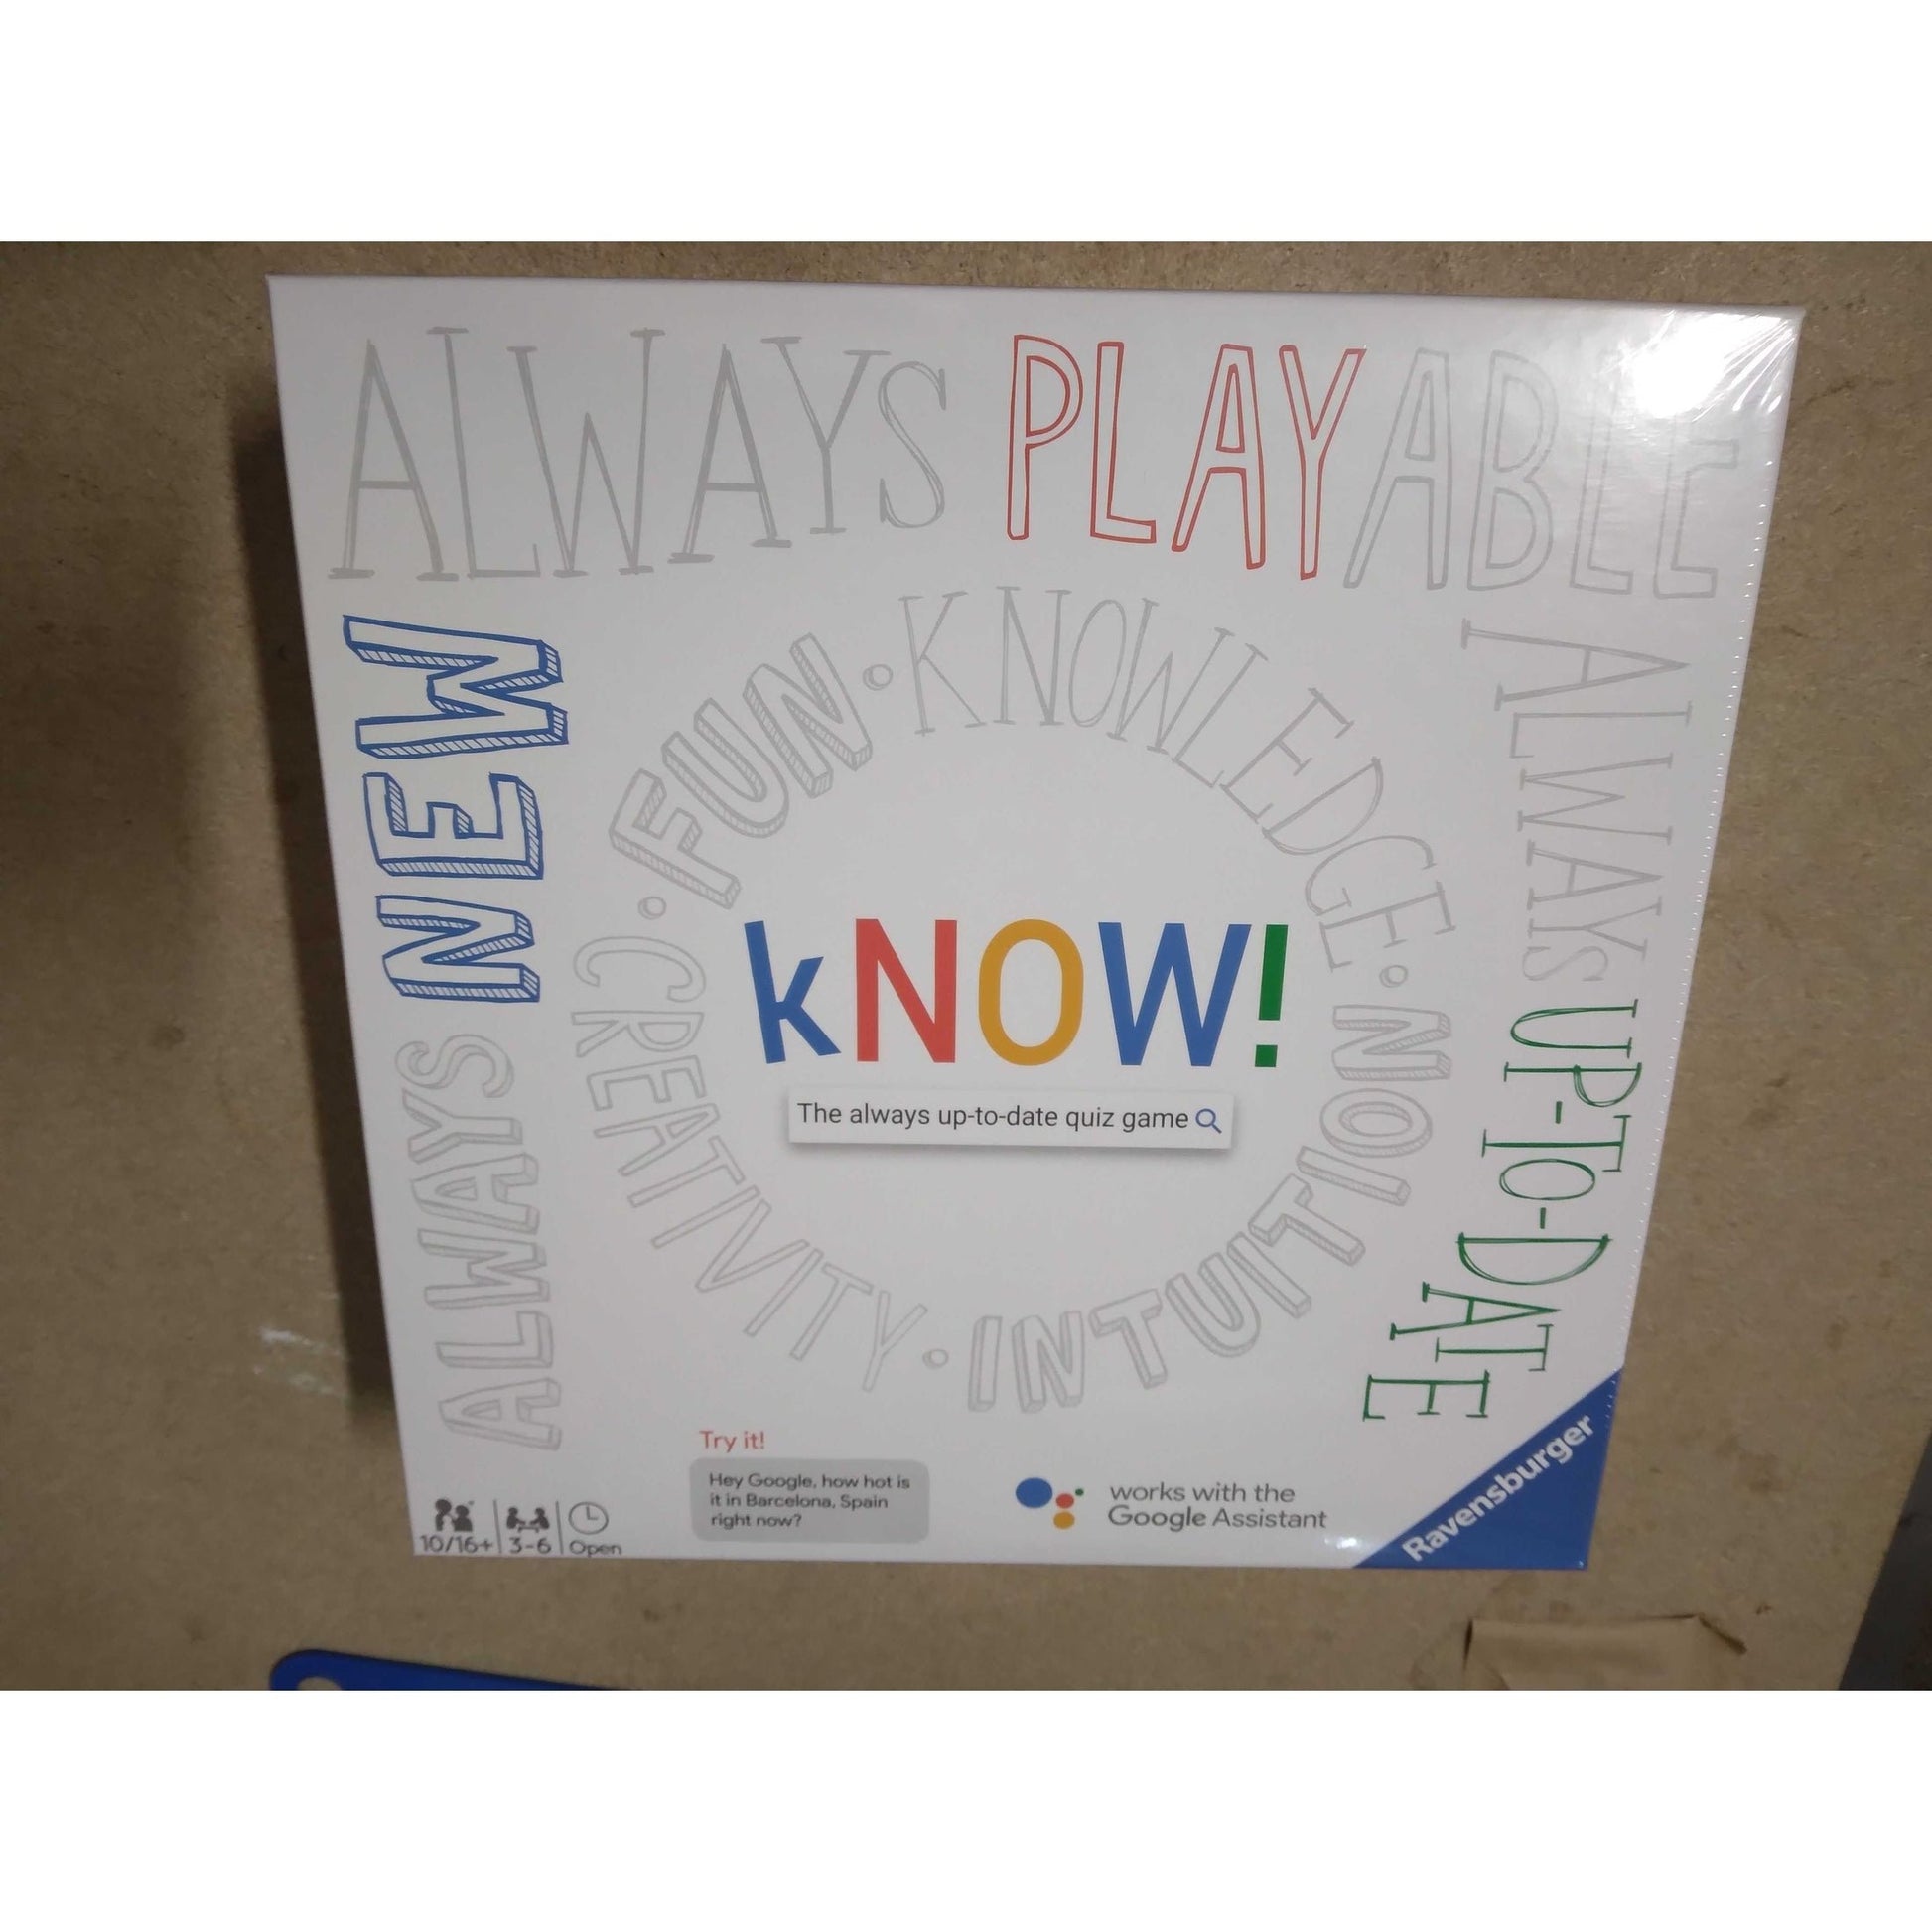 ALWAYS PLAYABLE
ALWAYS NEW
ALWAYS UP-TO-DATE
FUN • KNOWLEDGE • INTUITION • CREATIVITY •
kNOW!
The always up-to-date quiz game
Try it!
Hey Google, how hot is
it in Barcelona, Spain
right now?
works with the
Google Assistant
10/16+ 3-6 Open
Ravensburger